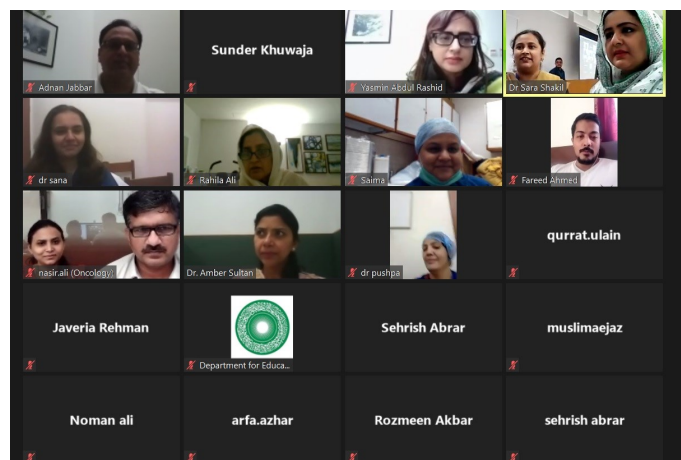 Adnan Jabbar
Sunder Khuwaja
Yasmin Abdul Rashid
Dr Sara Shakil
dr sana
Rahila Ali
Saima
Fareed Ahmed
nasir.ali (Oncology)
Dr. Amber Sultan
dr pushpa
qurrat.ulain
Javeria Rehman
Department for Educa...
Sehrish Abrar
muslimaejaz
Noman ali
arfa.azhar
Rozmeen Akbar
sehrish abrar